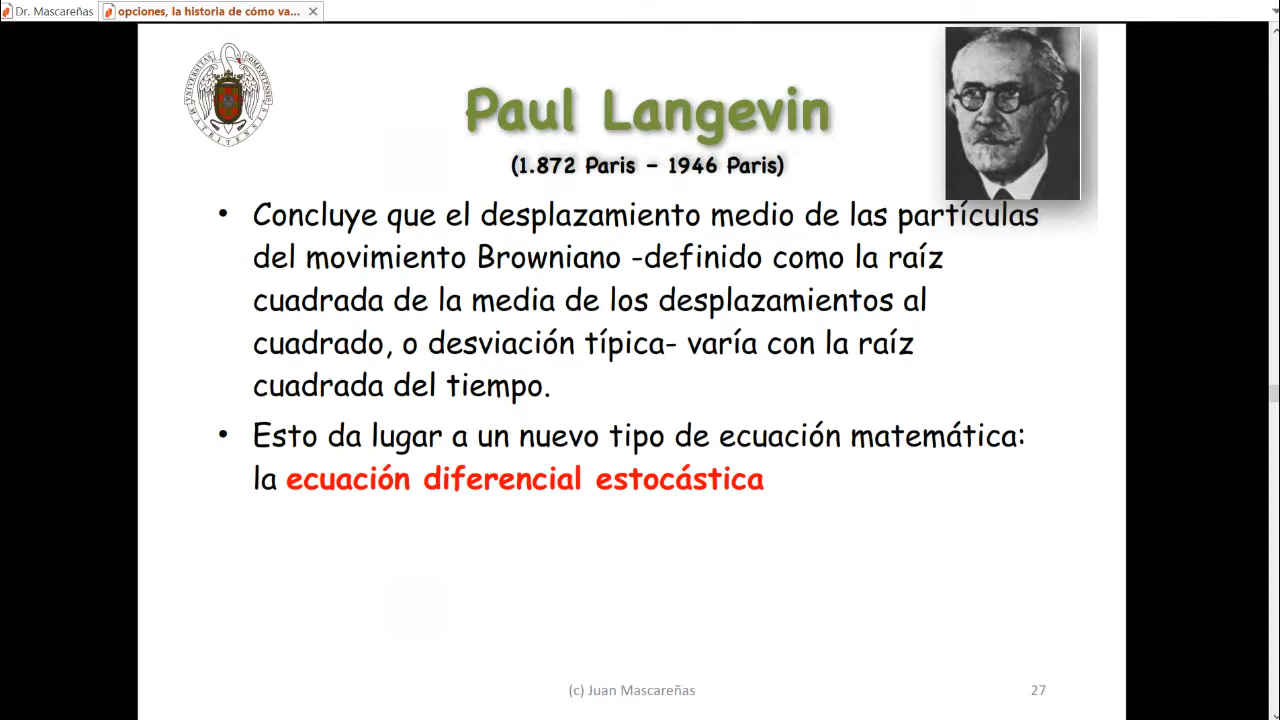 Dr. Mascareñas
opciones, la historia de cómo va...
UNIVERSITAS COMPLUTENSIS
MATRITENSIS
Paul Langevin
(1.872 Paris – 1946 Paris)
• Concluye que el desplazamiento medio de las partículas
del movimiento Browniano -definido como la raíz
cuadrada de la media de los desplazamientos al
cuadrado, o desviación típica- varía con la raíz
cuadrada del tiempo.
• Esto da lugar a un nuevo tipo de ecuación matemática:
la ecuación diferencial estocástica
(c) Juan Mascareñas
27